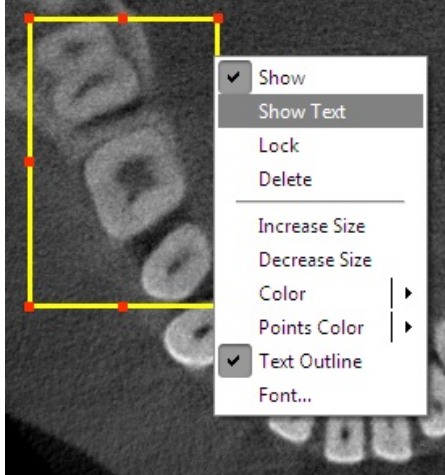 Show
Show Text
Lock
Delete
Increase Size
Decrease Size
Color
Points Color
Text Outline
Font...